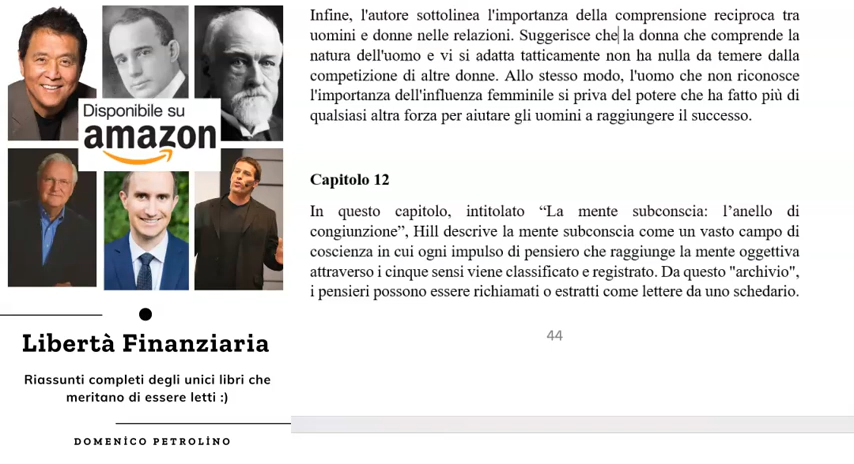 Disponibile su
amazon
Libertà Finanziaria
Riassunti completi degli unici libri che
meritano di essere letti :)
DOMENİCO PETROLİNO
Infine, l'autore sottolinea l'importanza della comprensione reciproca tra
uomini e donne nelle relazioni. Suggerisce che la donna che comprende la
natura dell'uomo e vi si adatta tatticamente non ha nulla da temere dalla
competizione di altre donne. Allo stesso modo, l'uomo che non riconosce
l'importanza dell'influenza femminile si priva del potere che ha fatto più di
qualsiasi altra forza per aiutare gli uomini a raggiungere il successo.
Capitolo 12
In questo capitolo, intitolato “La mente subconscia: l’anello di
congiunzione”, Hill descrive la mente subconscia come un vasto campo di
coscienza in cui ogni impulso di pensiero che raggiunge la mente oggettiva
attraverso i cinque sensi viene classificato e registrato. Da questo "archivio",
i pensieri possono essere richiamati o estratti come lettere da uno schedario.
44